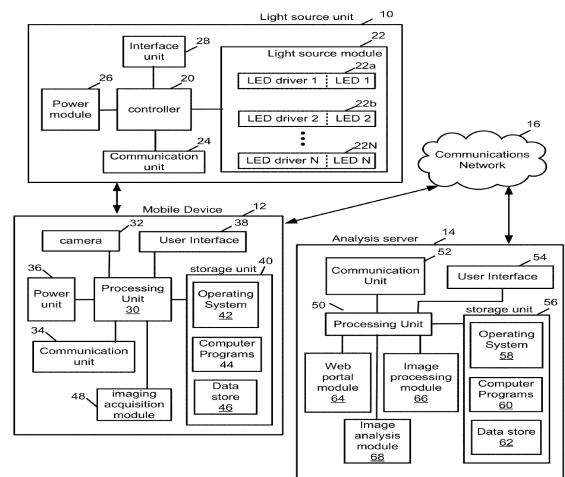 Light source unit 10
Interface
unit
28
Power
module
26
20
controller
24
Communication
unit
22
Light source module
22a
LED driver 1 LED 1
22b
LED driver 2 LED 2
22N
LED driver N LED N
16
Communications
Network
Mobile Device 12
32
camera
38
User Interface
36
Power
unit
Processing
Unit
30
34
Communication
unit
48
imaging
acquisition
module
storage unit 40
Operating
System
42
Computer
Programs
44
Data
store
46
Analysis server 14
52
Communication
Unit
54
User Interface
50
Processing Unit
Web
portal
module
64
Image
processing
module
66
Image
analysis
module
68
storage unit 56
Operating
System
58
Computer
Programs
60
Data store
62